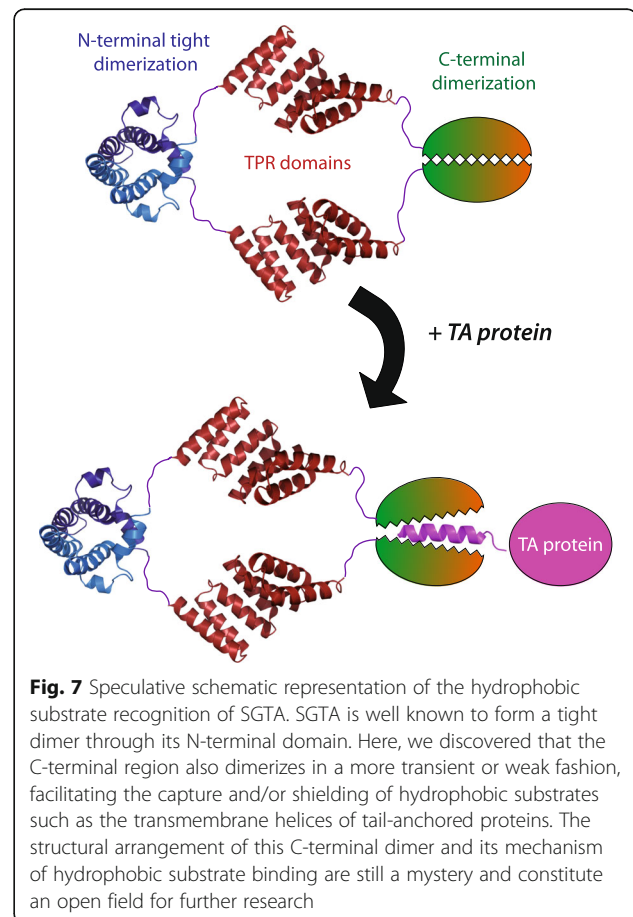 N-terminal tight
dimerization
C-terminal
dimerization
TPR domains
+ TA protein
TA protein
Fig. 7 Speculative schematic representation of the hydrophobic
substrate recognition of SGTA. SGTA is well known to form a tight
dimer through its N-terminal domain. Here, we discovered that the
C-terminal region also dimerizes in a more transient or weak fashion,
facilitating the capture and/or shielding of hydrophobic substrates
such as the transmembrane helices of tail-anchored proteins. The
structural arrangement of this C-terminal dimer and its mechanism
of hydrophobic substrate binding are still a mystery and constitute
an open field for further research